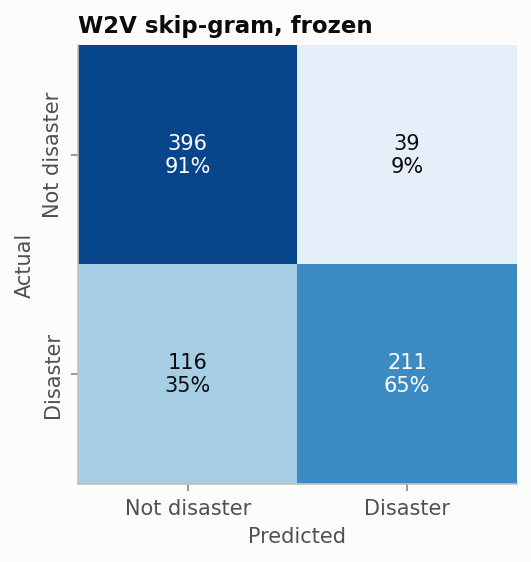 W2V skip-gram, frozen
Actual
Not disaster
396
91%
39
9%
Disaster
116
35%
211
65%
Not disaster
Disaster
Predicted